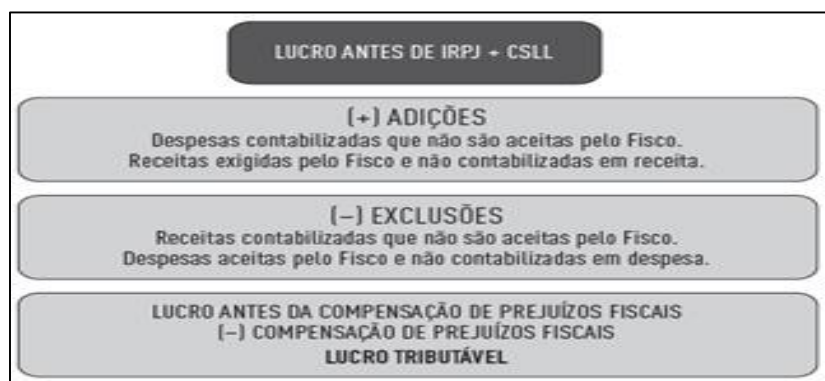 LUCRO ANTES DE IRPJ + CSLL
(+) ADIÇÕES
Despesas contabilizadas que não são aceitas pelo Fisco.
Receitas exigidas pelo Fisco e não contabilizadas em receita.
(–) EXCLUSÕES
Receitas contabilizadas que não são aceitas pelo Fisco.
Despesas aceitas pelo Fisco e não contabilizadas em despesa.
LUCRO ANTES DA COMPENSAÇÃO DE PREJUÍZOS FISCAIS
(–) COMPENSAÇÃO DE PREJUÍZOS FISCAIS
LUCRO TRIBUTÁVEL